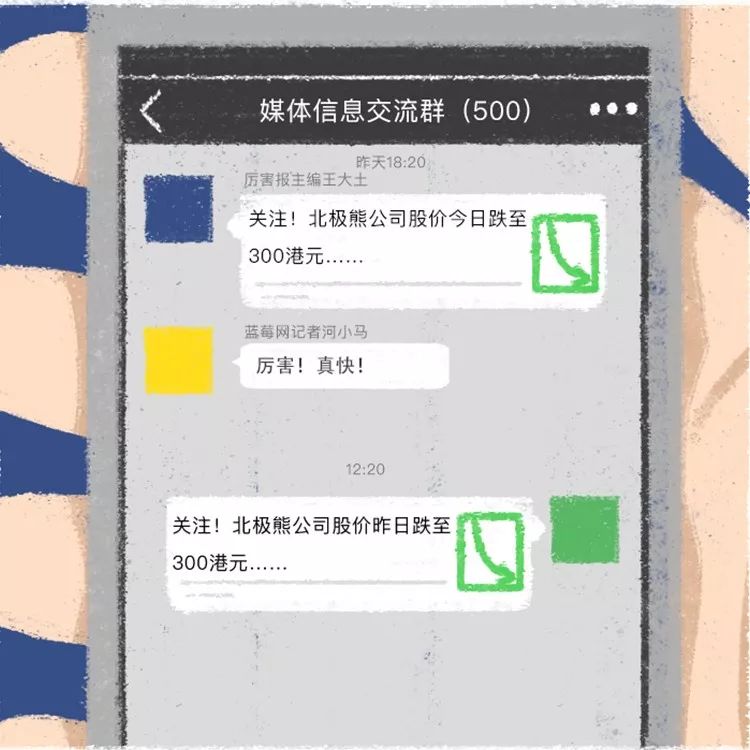 媒体信息交流群（500）
昨天18:20
厉害报主编王大土
关注！北极熊公司股价今日跌至
300港元……
蓝莓网记者河小马
厉害！真快！
12:20
关注！北极熊公司股价昨日跌至
300港元……